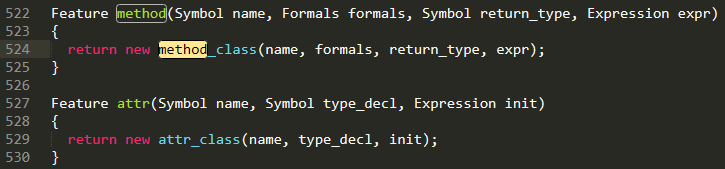 522 Feature method(Symbol name, Formals formals, Symbol return_type, Expression expr)
523 {
524   return new method_class(name, formals, return_type, expr);
525 }
526
527 Feature attr(Symbol name, Symbol type_decl, Expression init)
528 {
529   return new attr_class(name, type_decl, init);
530 }